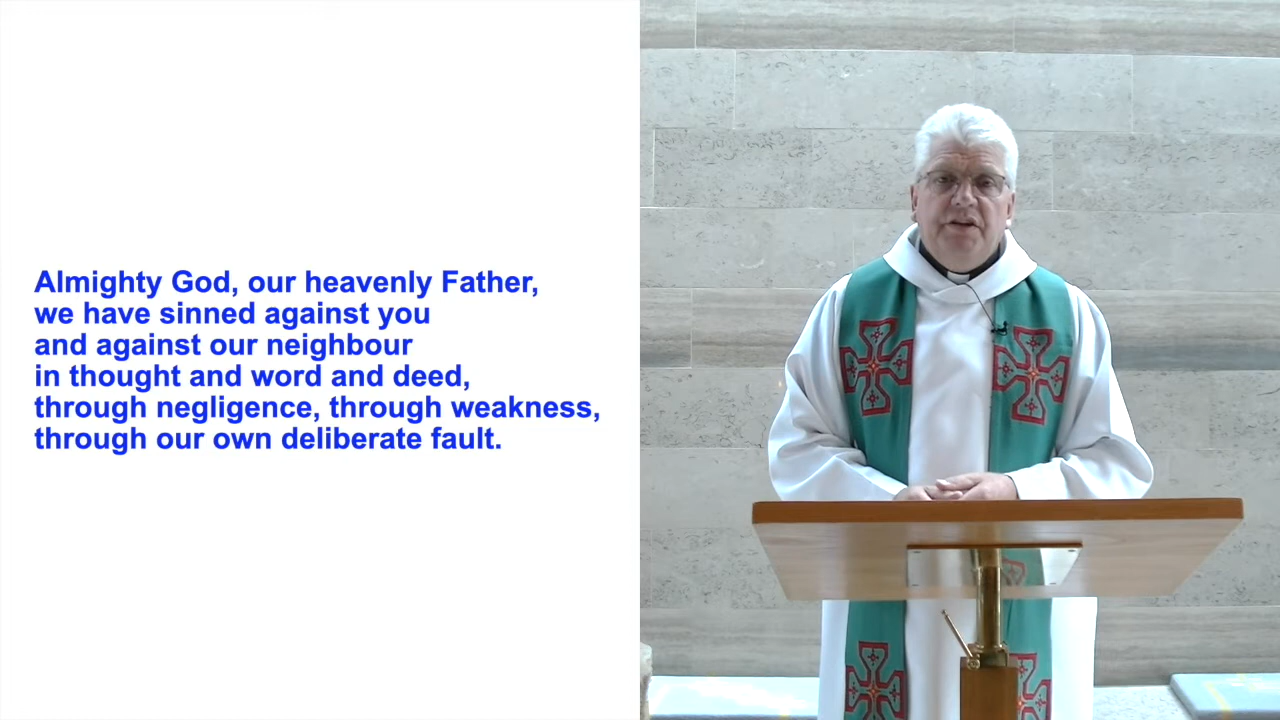 Almighty God, our heavenly Father,
we have sinned against you
and against our neighbour
in thought and word and deed,
through negligence, through weakness,
through our own deliberate fault.